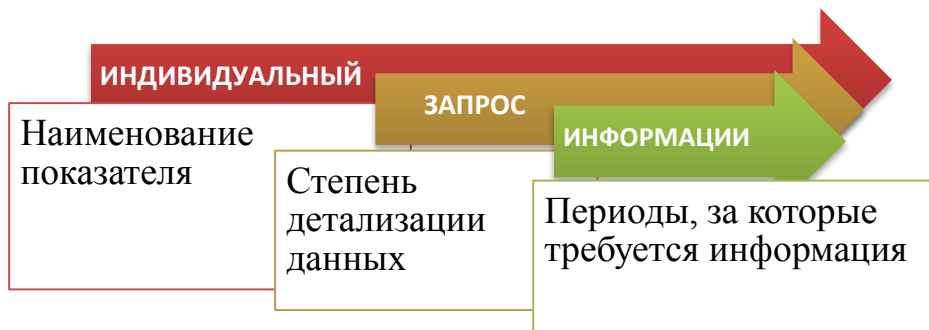 ИНДИВИДУАЛЬНЫЙ
Наименование
показателя
ЗАПРОС
Степень
детализации
данных
ИНФОРМАЦИИ
Периоды, за которые
требуется информация